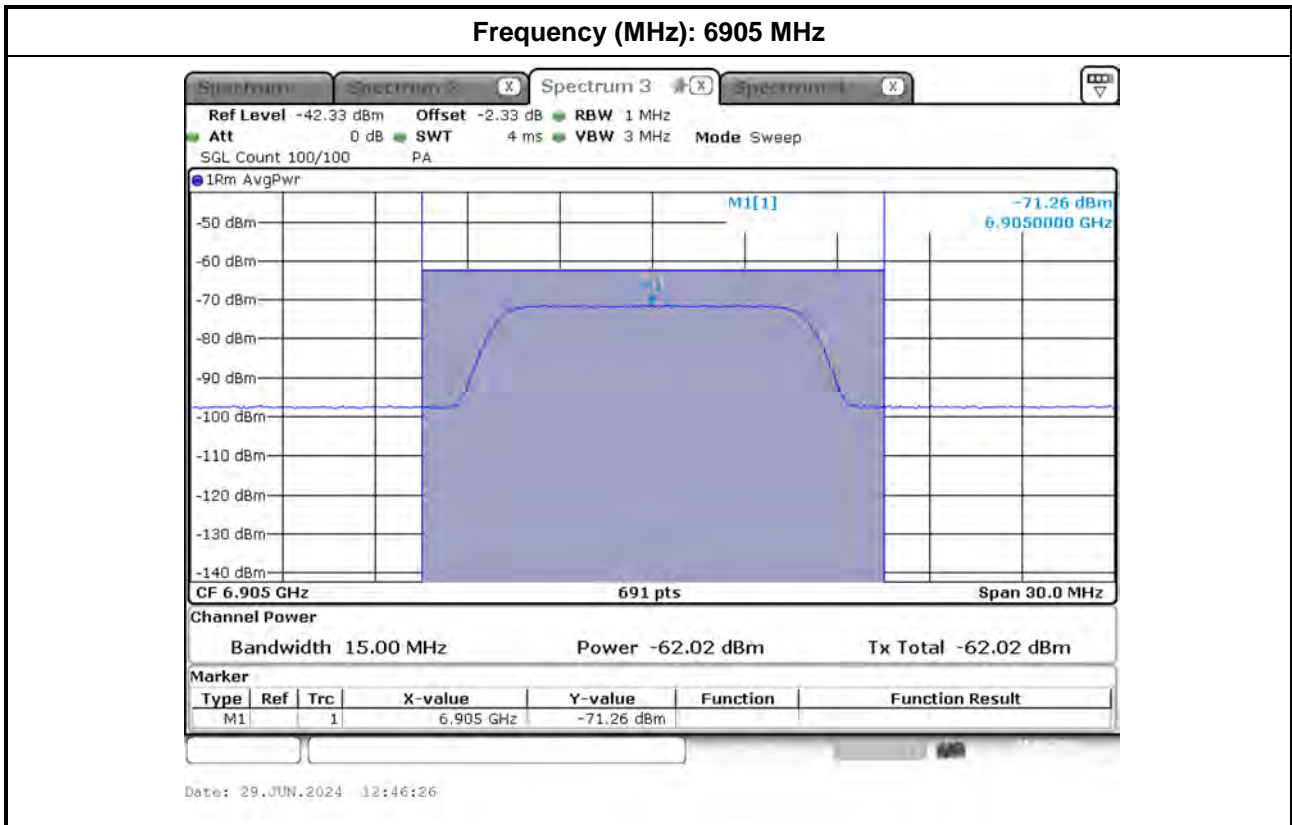 Frequency (MHz): 6905 MHz
Spectrum 3
Ref Level -42.33 dBm Offset -2.33 dB RBW 1 MHz
Att 0 dB SWT 4 ms VBW 3 MHz Mode Sweep
SGL Count 100/100 PA
1Rm AvgPwr
M1[1] -71.26 dBm
6.9050000 GHz
-50 dBm
-60 dBm
M1
-70 dBm
-80 dBm
-90 dBm
-100 dBm
-110 dBm
-120 dBm
-130 dBm
-140 dBm
CF 6.905 GHz 691 pts Span 30.0 MHz
Channel Power
Bandwidth 15.00 MHz Power -62.02 dBm Tx Total -62.02 dBm
Marker
Type Ref Trc X-value Y-value Function Function Result
M1 1 6.905 GHz -71.26 dBm
Date: 29.JUN.2024 12:46:26